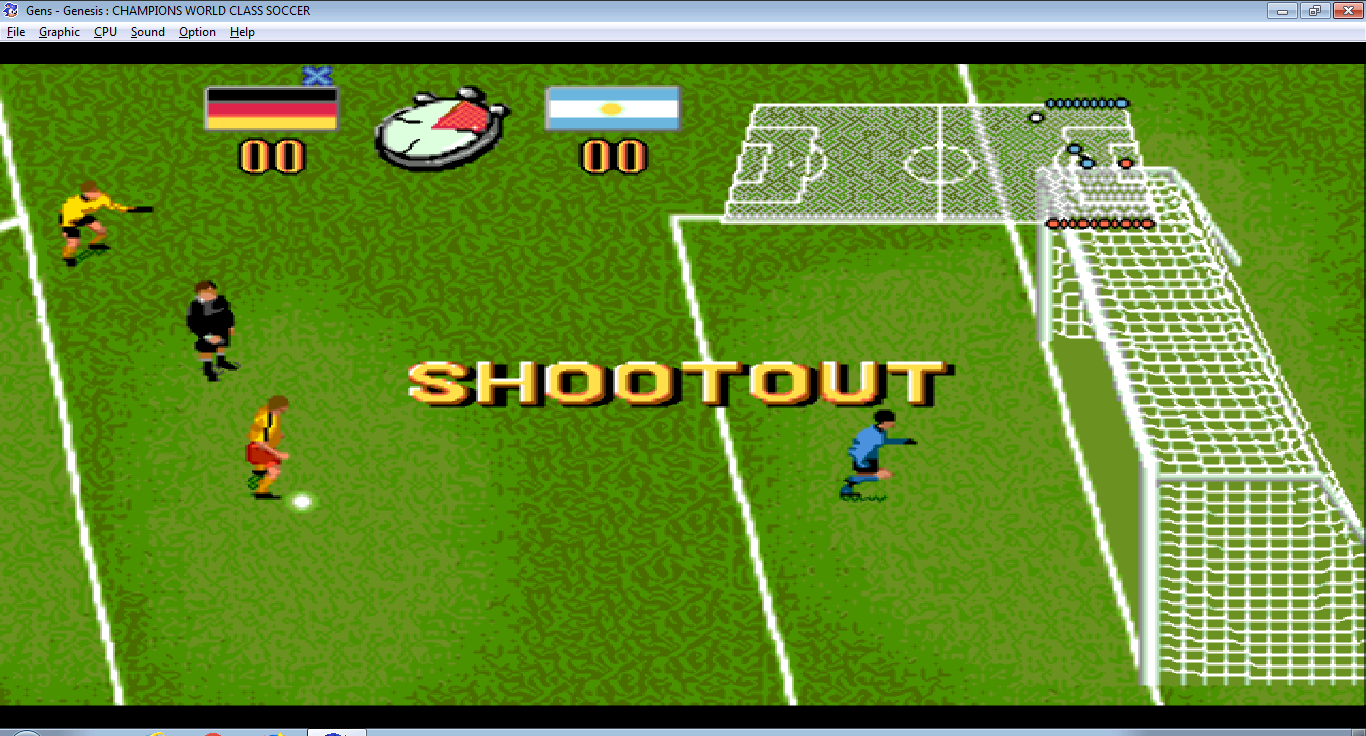 Gens - Genesis : CHAMPIONS WORLD CLASS SOCCER
File Graphic CPU Sound Option Help
00 00
SHOOTOUT